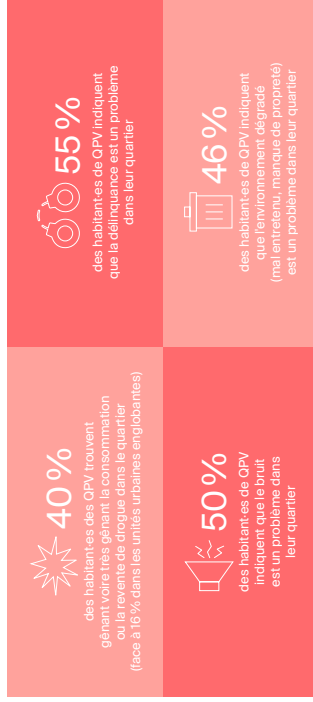 40 %
des habitant·es des QPV trouvent
gênant voire très gênant la consommation
ou la revente de drogue dans le quartier
(face à 16 % dans les unités urbaines englobantes)
55 %
des habitant·es de QPV indiquent
que la délinquance est un problème
dans leur quartier
50 %
des habitant·es de QPV
indiquent que le bruit
est un problème dans
leur quartier
46 %
des habitant·es de QPV indiquent
que l'environnement dégradé
(mal entretenu, manque de propreté)
est un problème dans leur quartier